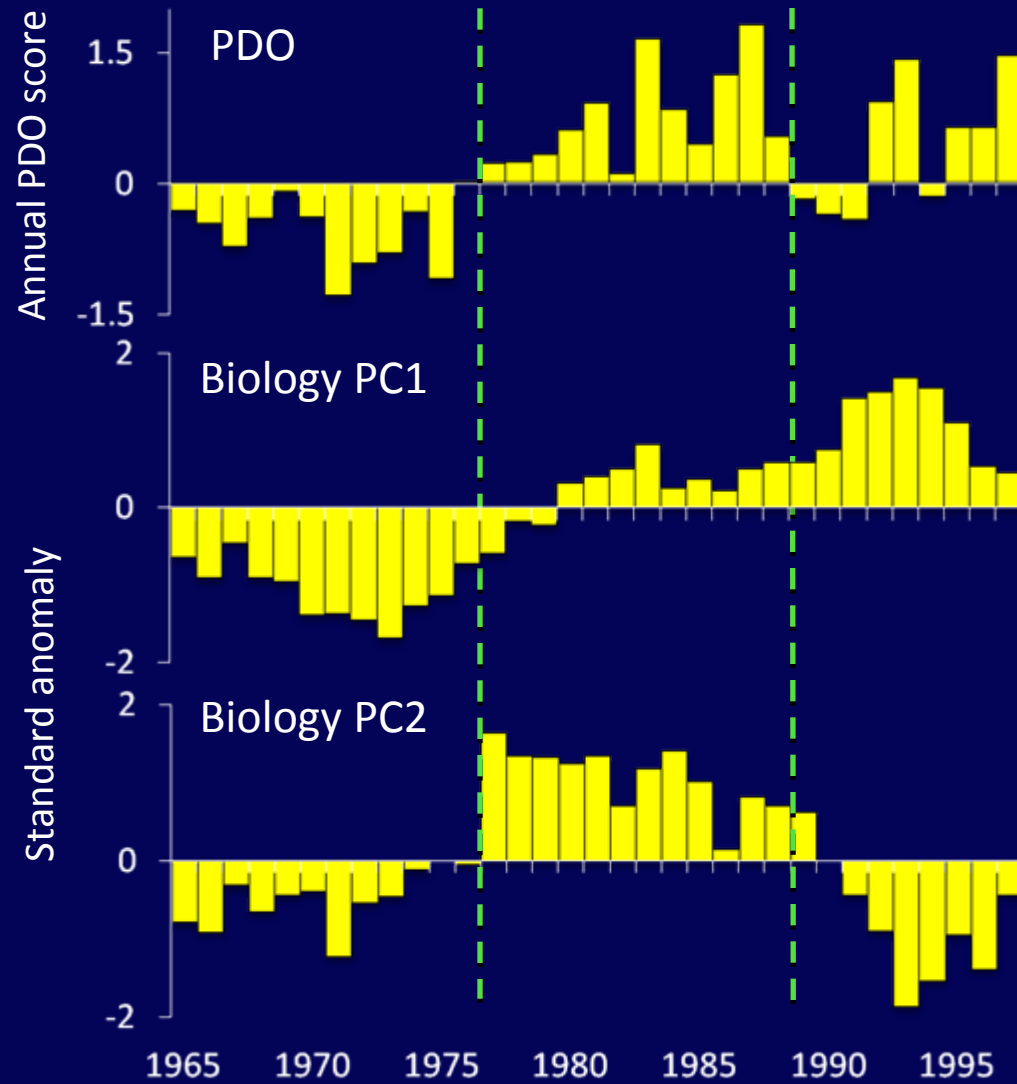 Annual PDO score
PDO
1.5
0
-1.5
Standard anomaly
Biology PC1
2
0
-2
Biology PC2
2
0
-2
1965 1970 1975 1980 1985 1990 1995